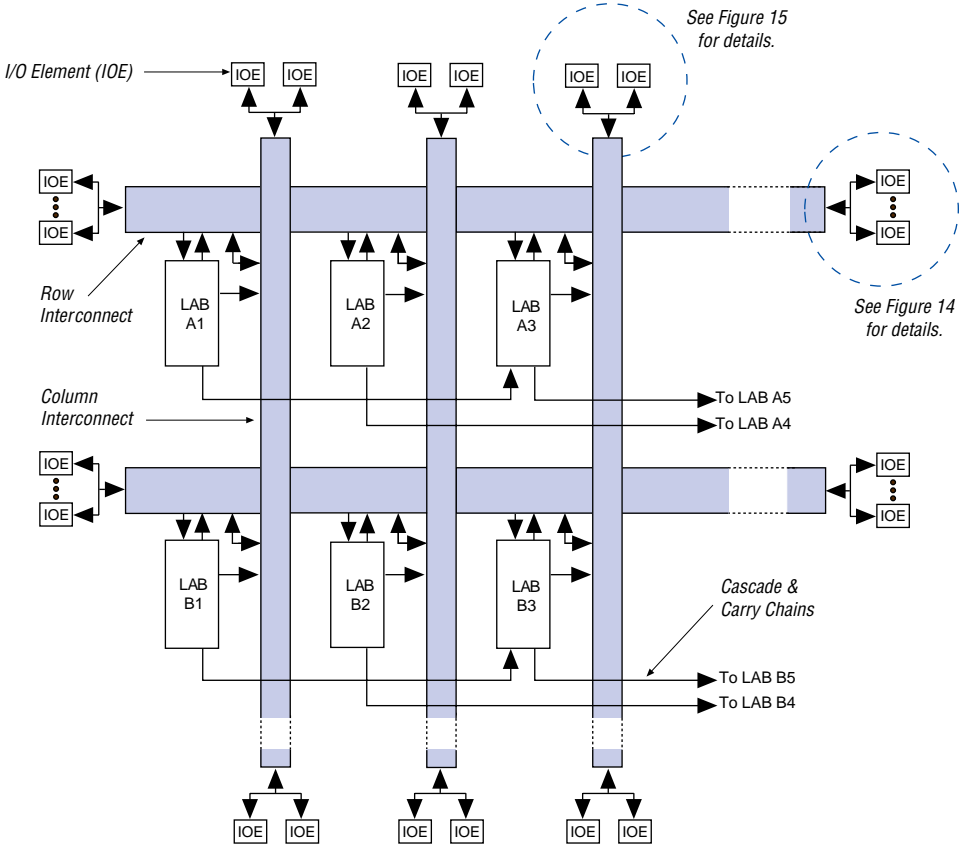 See Figure 15
for details.
I/O Element (IOE)
IOE IOE IOE IOE IOE IOE
IOE IOE
IOE IOE
Row
Interconnect
LAB
A1
LAB
A2
LAB
A3
See Figure 14
for details.
Column
Interconnect
To LAB A5
To LAB A4
IOE IOE
IOE IOE
LAB
B1
LAB
B2
LAB
B3
Cascade &
Carry Chains
To LAB B5
To LAB B4
IOE IOE IOE IOE IOE IOE